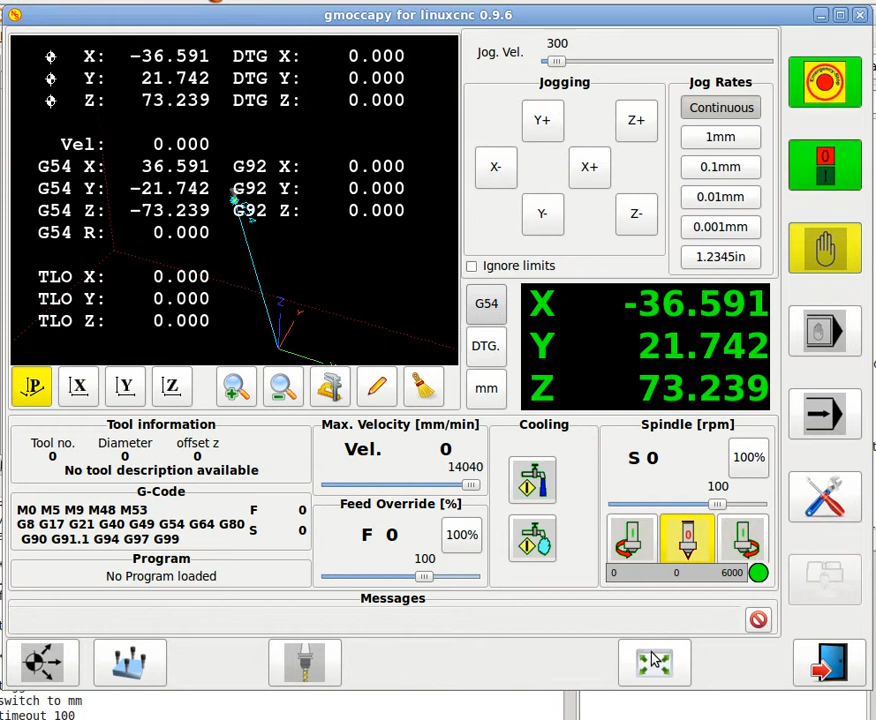 gmoccapy for linuxcnc 0.9.6
X: -36.591 DTG X: 0.000
Y: 21.742 DTG Y: 0.000
Z: 73.239 DTG Z: 0.000
Vel: 0.000
G54 X: 36.591 G92 X: 0.000
G54 Y: -21.742 G92 Y: 0.000
G54 Z: -73.239 G92 Z: 0.000
G54 R: 0.000
TLO X: 0.000
TLO Y: 0.000
TLO Z: 0.000
Z
P
X
Y
Z
Jog. Vel.
300
Jogging
Y+
Z+
X-
X+
Y-
Z-
Ignore limits
Jog Rates
Continuous
1mm
0.1mm
0.01mm
0.001mm
1.2345in
G54
DTG.
mm
X -36.591
Y 21.742
Z 73.239
Tool information
Tool no. Diameter offset z
0 0 0
No tool description available
G-Code
M0 M5 M9 M48 M53
G8 G17 G21 G40 G49 G54 G64 G80
G90 G91.1 G94 G97 G99
F 0
S 0
Program
No Program loaded
Max. Velocity [mm/min]
Vel. 0
14040
Feed Override [%]
F 0
100%
100
Cooling
Spindle [rpm]
S 0
100%
100
I
0
I
0 0 6000
Messages
0
I
switch to mm
timeout 100